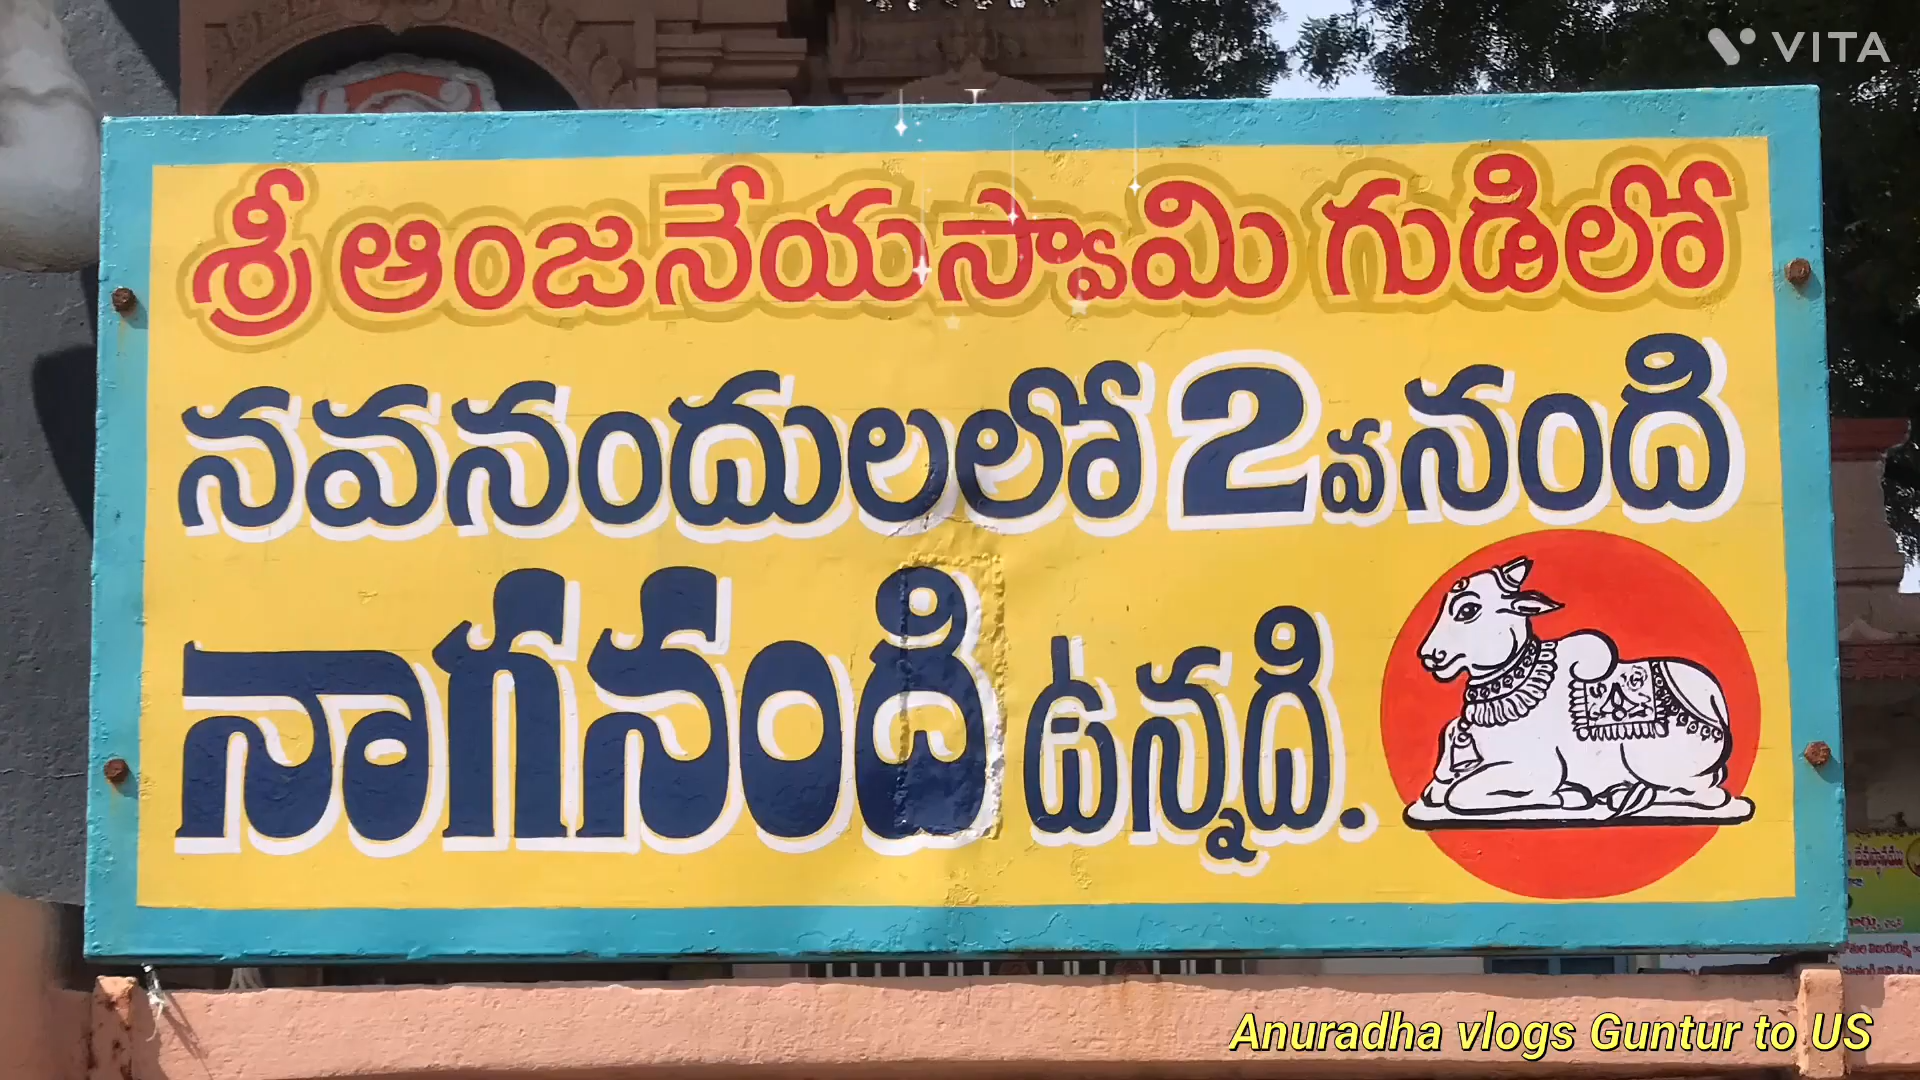 VITA
శ్రీ ఆంజనేయస్వామి గుడిలో
నవనందులలో 2వ నంది
నాగనంది ఉన్నది.
Anuradha vlogs Guntur to US